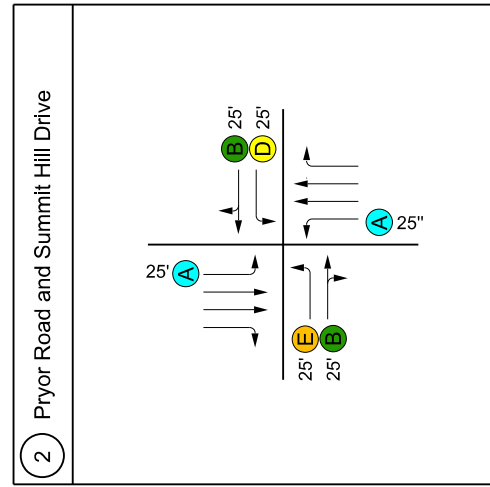 2 Pryor Road and Summit Hill Drive
25' A
B 25'
D 25'
A 25"
25' E
25' B